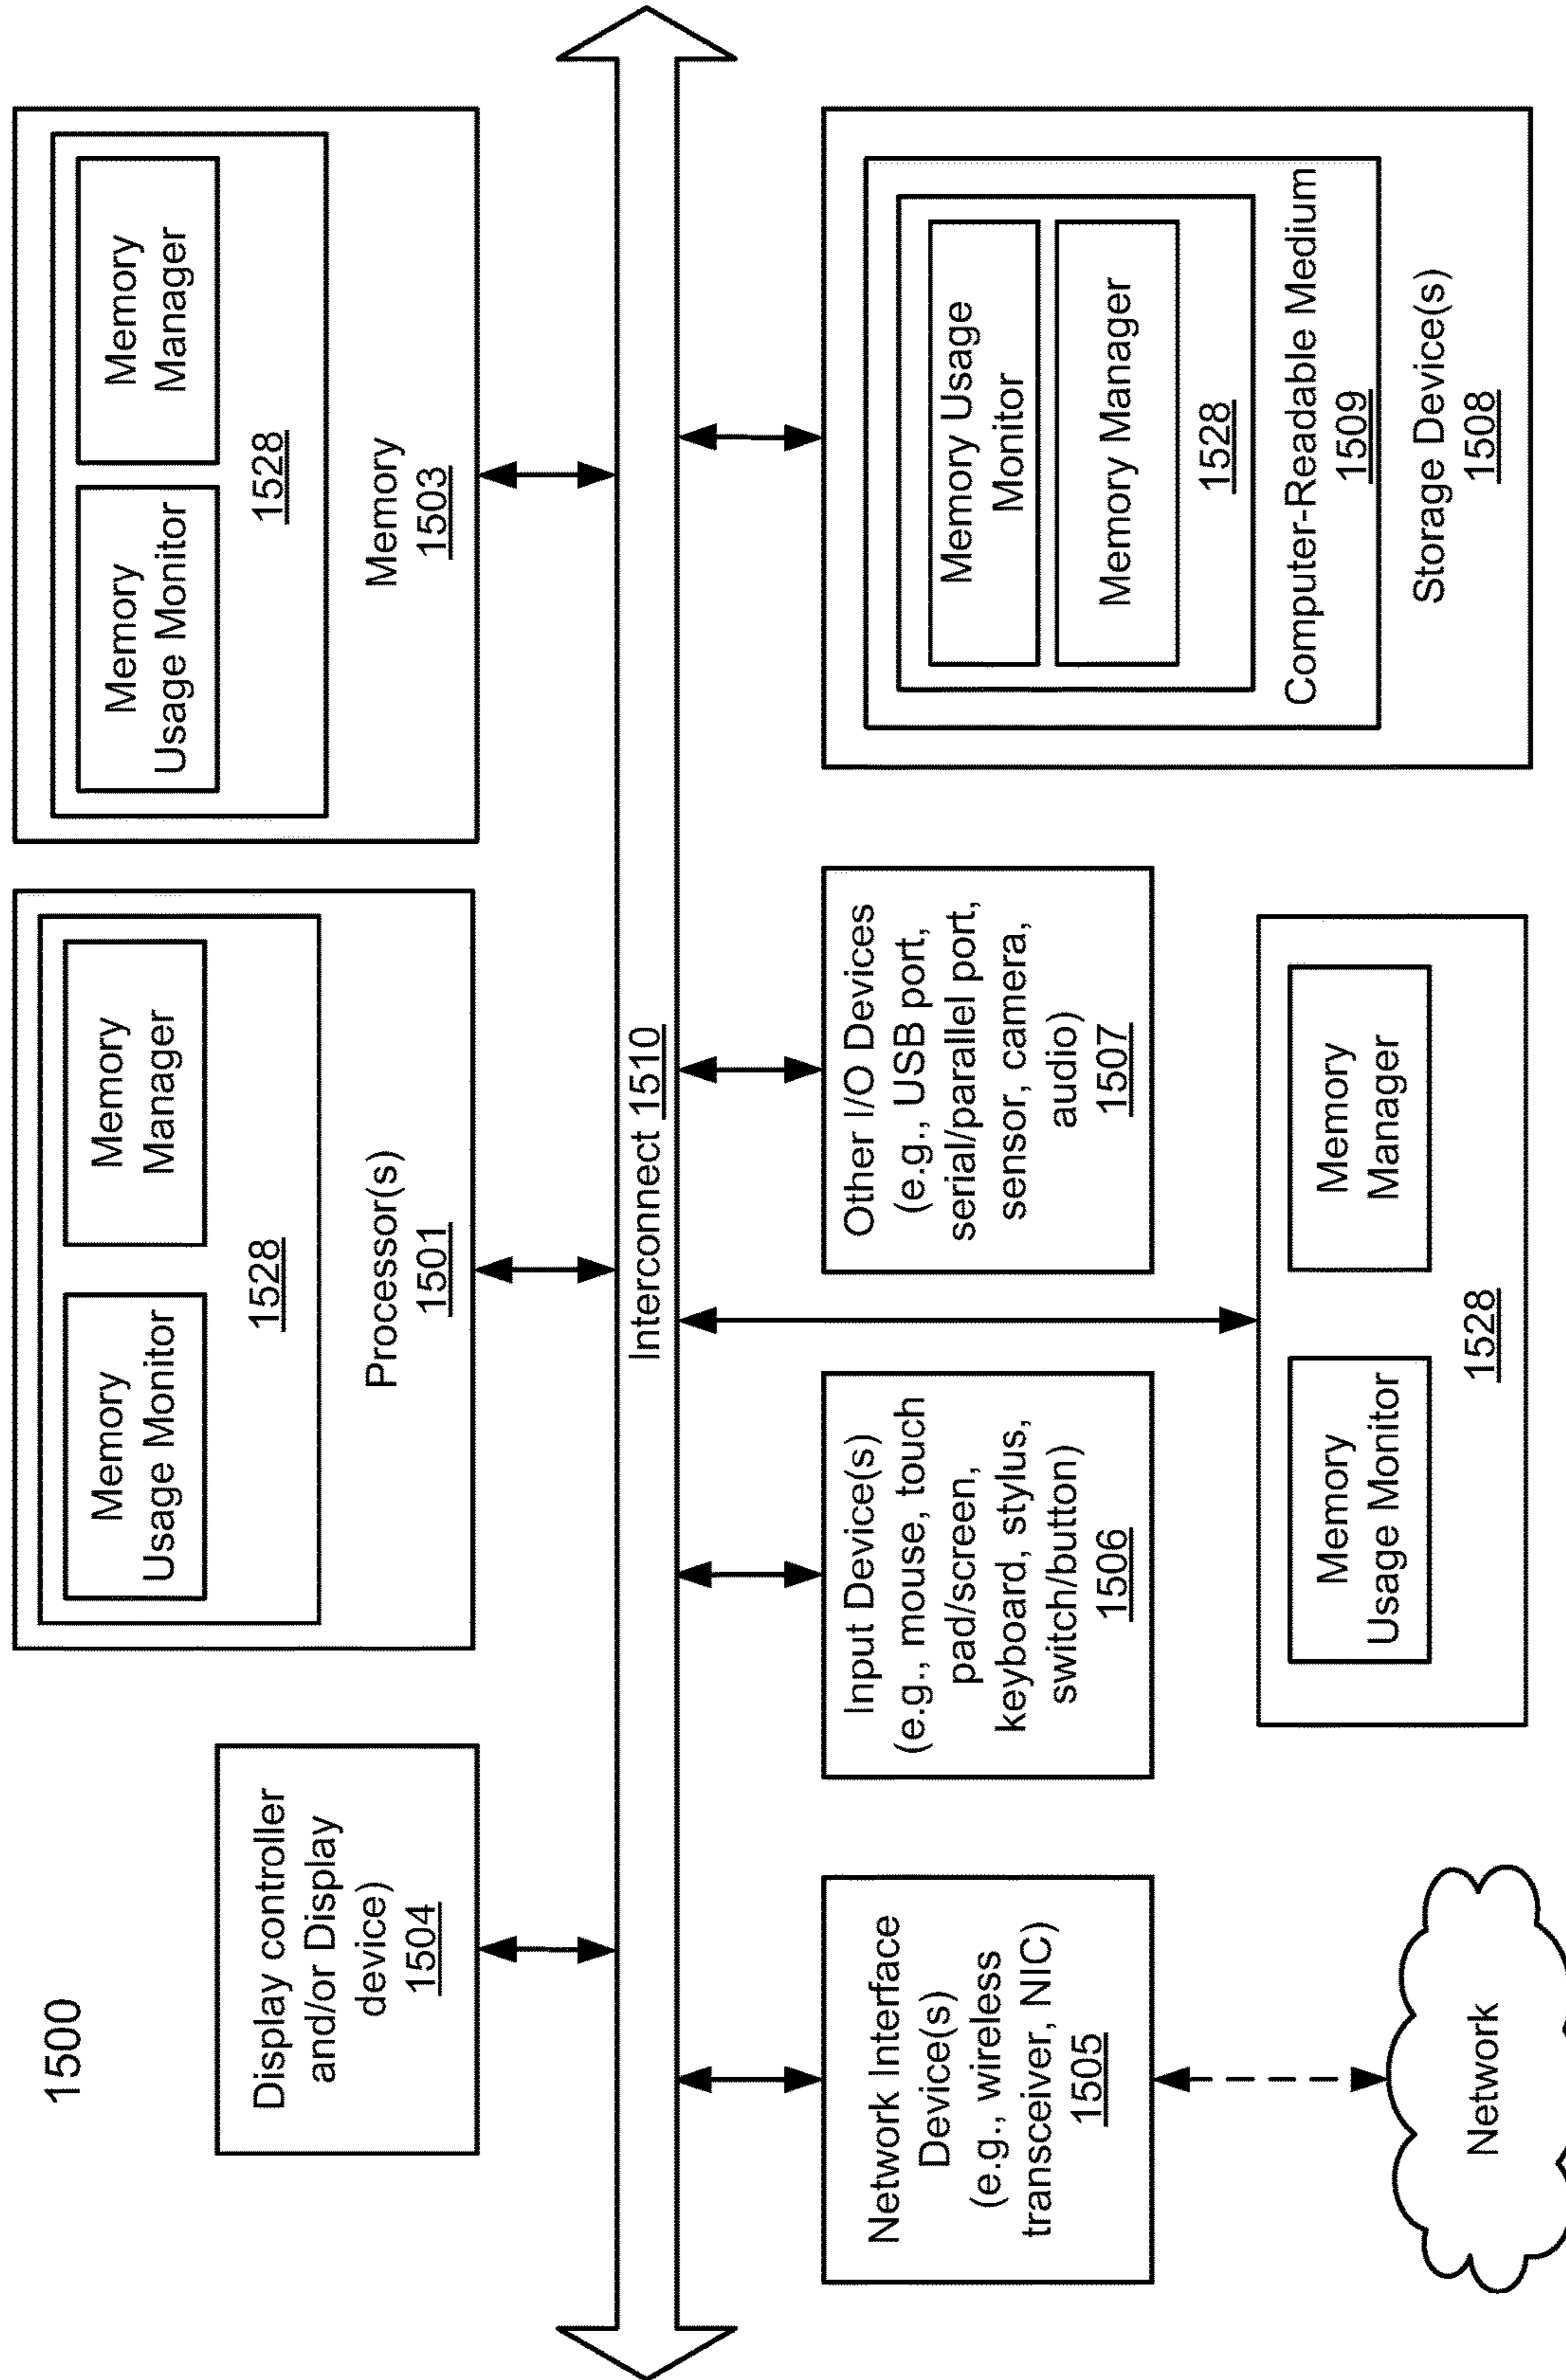 1500
Display controller
and/or Display
device)
1504
Memory
Usage Monitor
Memory
Manager
1528
Processor(s)
1501
Memory
Usage Monitor
Memory
Manager
1528
Memory
1503
Interconnect 1510
Network Interface
Device(s)
(e.g., wireless
transceiver, NIC)
1505
Input Device(s)
(e.g., mouse, touch
pad/screen,
keyboard, stylus,
switch/button)
1506
Other I/O Devices
(e.g., USB port,
serial/parallel port,
sensor, camera,
audio)
1507
Memory Usage
Monitor
Memory Manager
1528
Computer-Readable Medium
1509
Storage Device(s)
1508
Network
Memory
Usage Monitor
Memory
Manager
1528